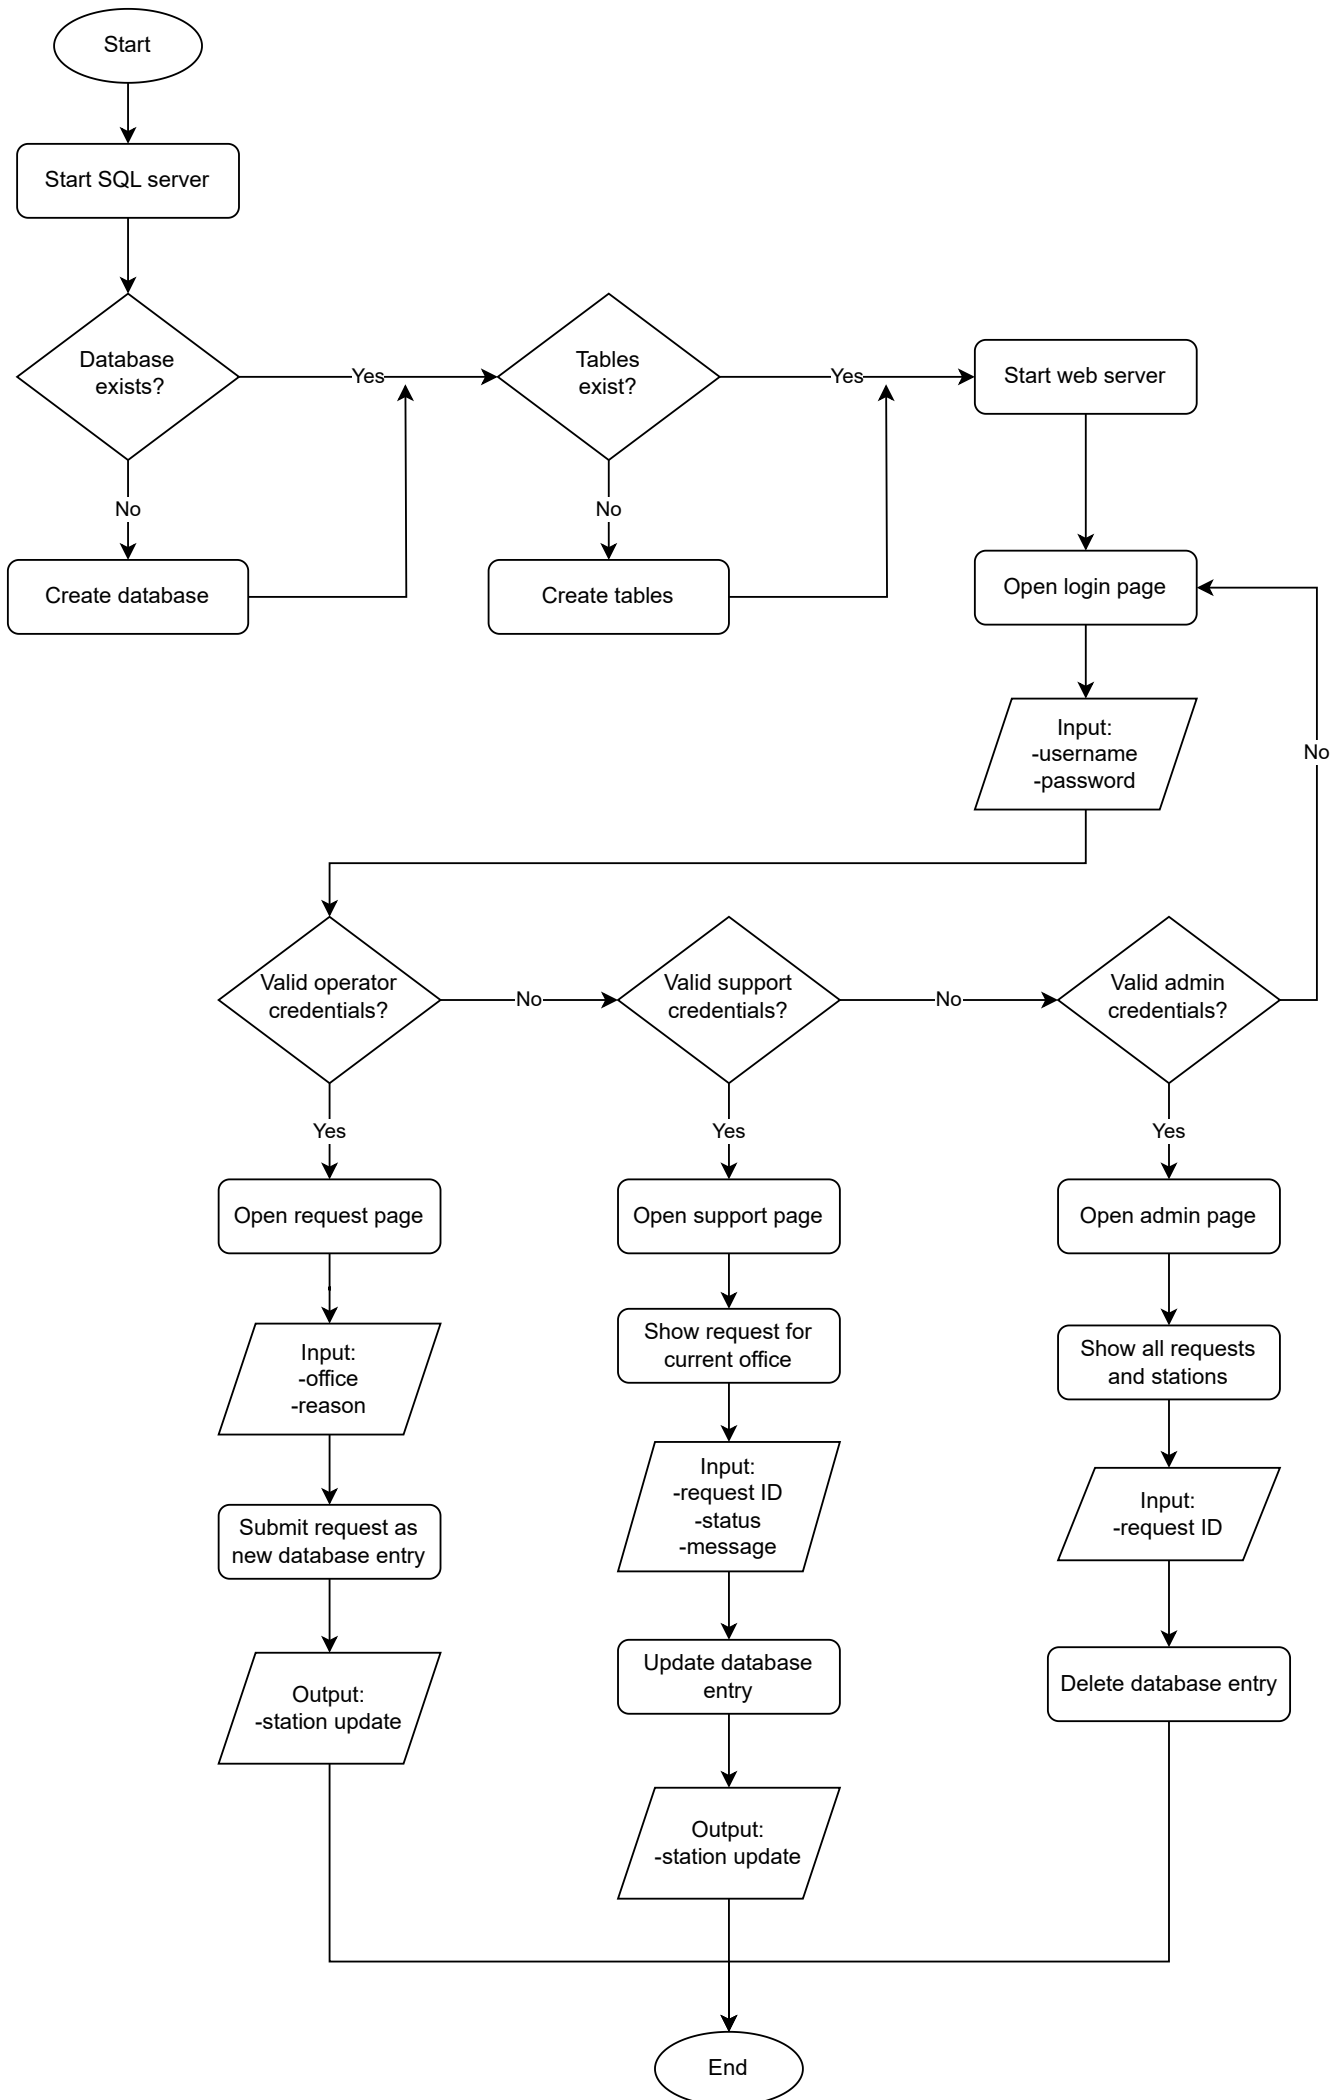 Start
Start SQL server
Database
exists?
Yes
Tables
exist?
Yes
Start web server
No
No
Create database
Create tables
Open login page
Input:
-username
-password
No
Valid operator
credentials?
No
Valid support
credentials?
No
Valid admin
credentials?
Yes
Yes
Yes
Open request page
Open support page
Open admin page
Input:
-office
-reason
Show request for
current office
Show all requests
and stations
Input:
-request ID
-status
-message
Input:
-request ID
Submit request as
new database entry
Update database
entry
Delete database entry
Output:
-station update
Output:
-station update
End